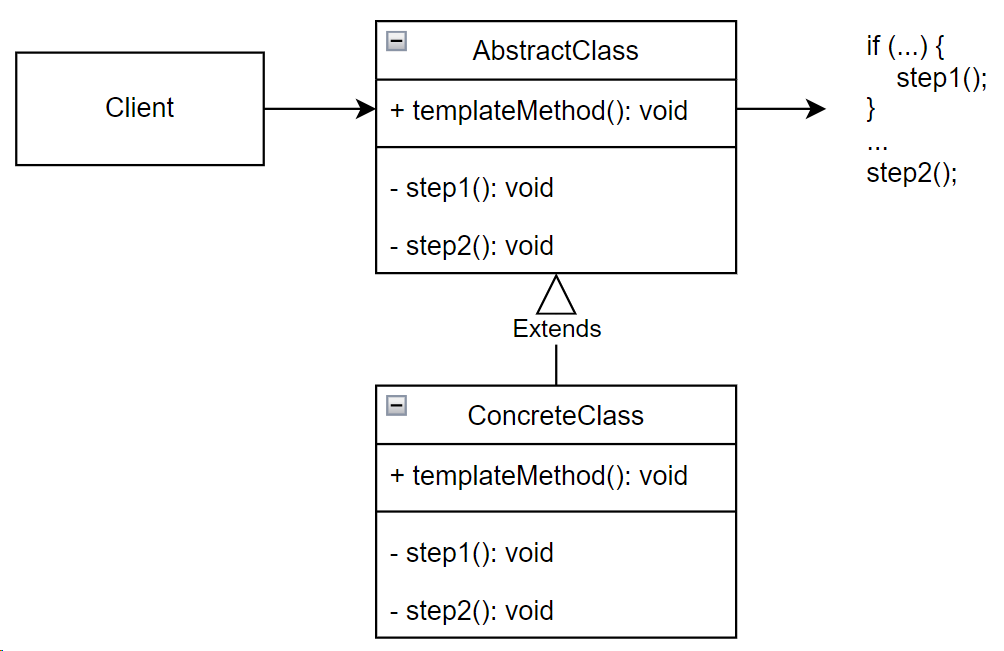 Client
AbstractClass
+ templateMethod(): void
- step1(): void
- step2(): void
if (...) {
step1();
}
...
step2();
Extends
ConcreteClass
+ templateMethod(): void
- step1(): void
- step2(): void